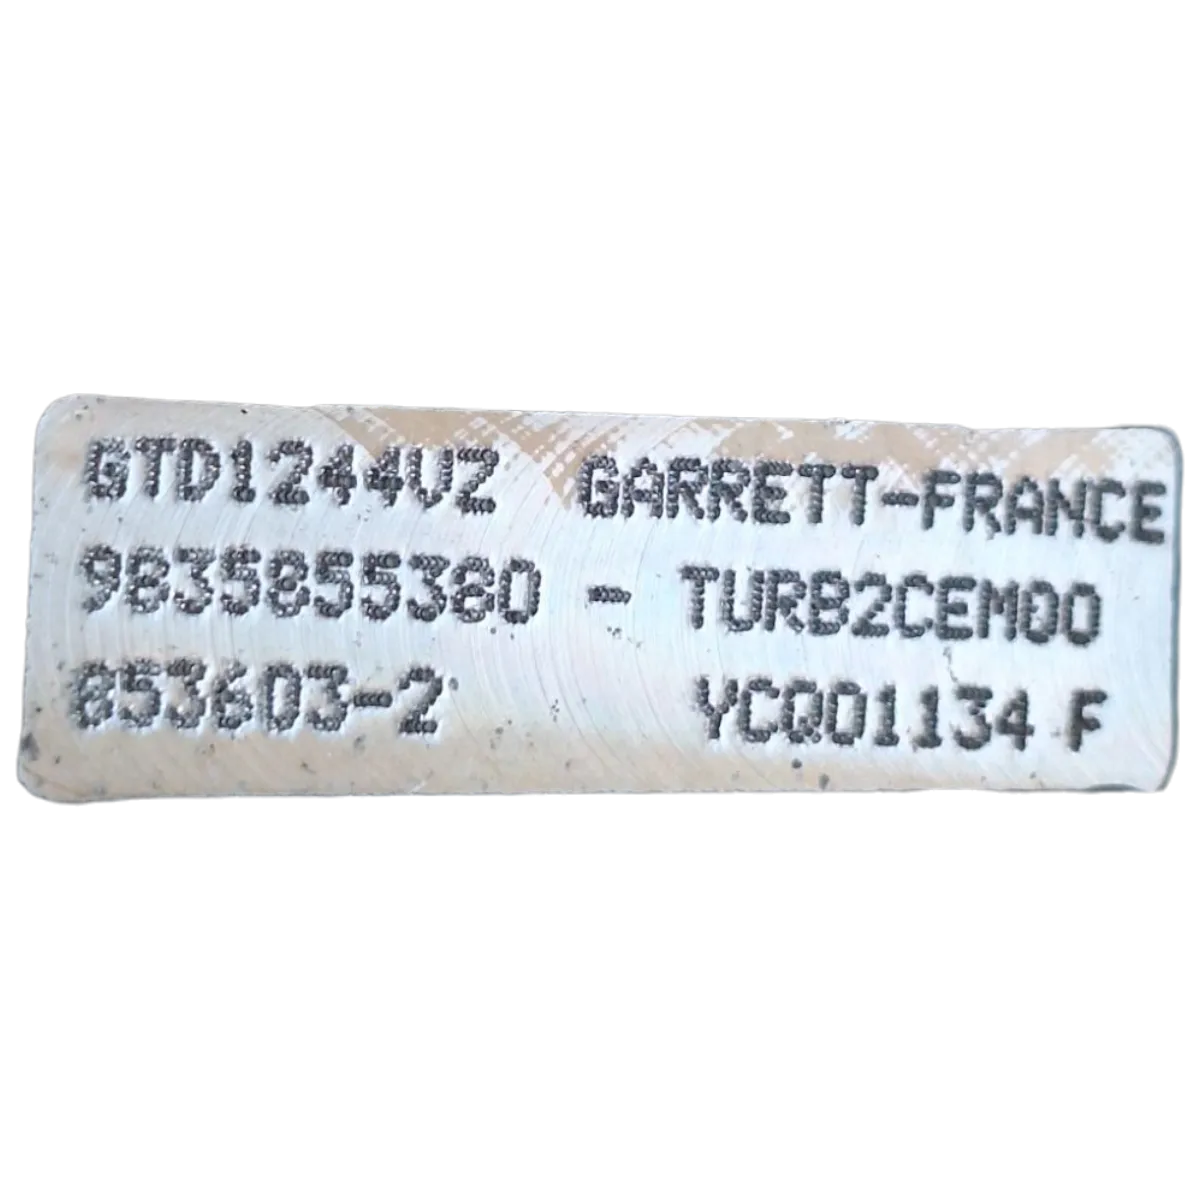 GTD1244VZ GARRETT-FRANCE
9835855380 - TURB2CEM00
853603-2 YCQ01134 F